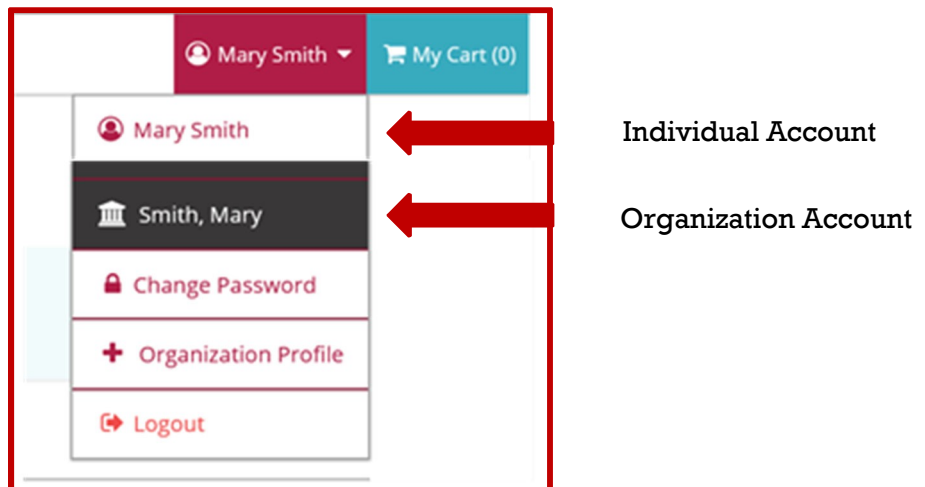 Mary Smith
My Cart (0)
Mary Smith
Individual Account
Smith, Mary
Organization Account
Change Password
Organization Profile
Logout